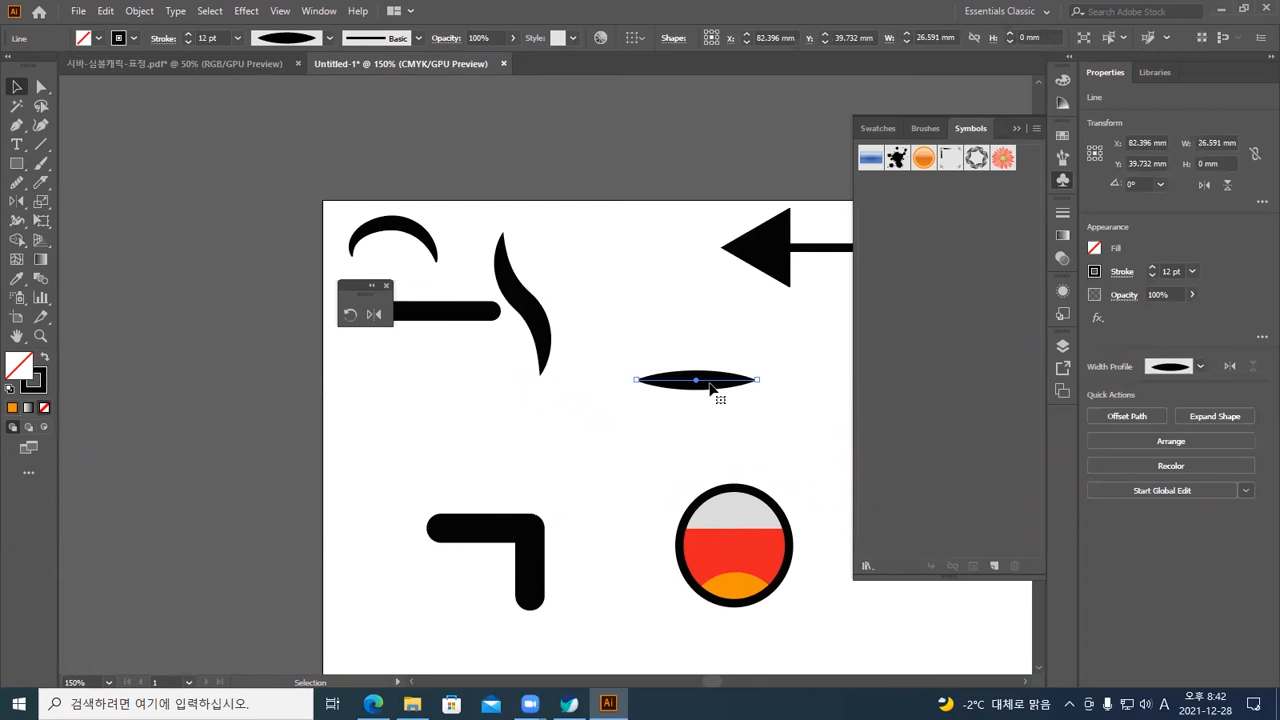 Ai File Edit Object Type Select Effect View Window Help Essentials Classic Search Adobe Stock
Line Stroke: 12 pt Basic Opacity: 100% Style: Shape: X: 82.396 mm Y: 39.732 mm W: 26.591 mm H: 0 mm
시바-심볼캐릭-표정.pdf* @ 50% (RGB/GPU Preview) × Untitled-1* @ 150% (CMYK/GPU Preview) ×
Properties Libraries
Line
Transform
X: 82.396 mm W: 26.591 mm
Y: 39.732 mm H: 0 mm
0°
Appearance
Fill
Stroke 12 pt
Opacity 100%
fx.
Width Profile
Quick Actions
Offset Path Expand Shape
Arrange
Recolor
Start Global Edit
Swatches Brushes Symbols
150% 1 Selection
검색하려면 여기에 입력하십시오.
Ai
-2°C 대체로 맑음 A 오후 8:42
2021-12-28